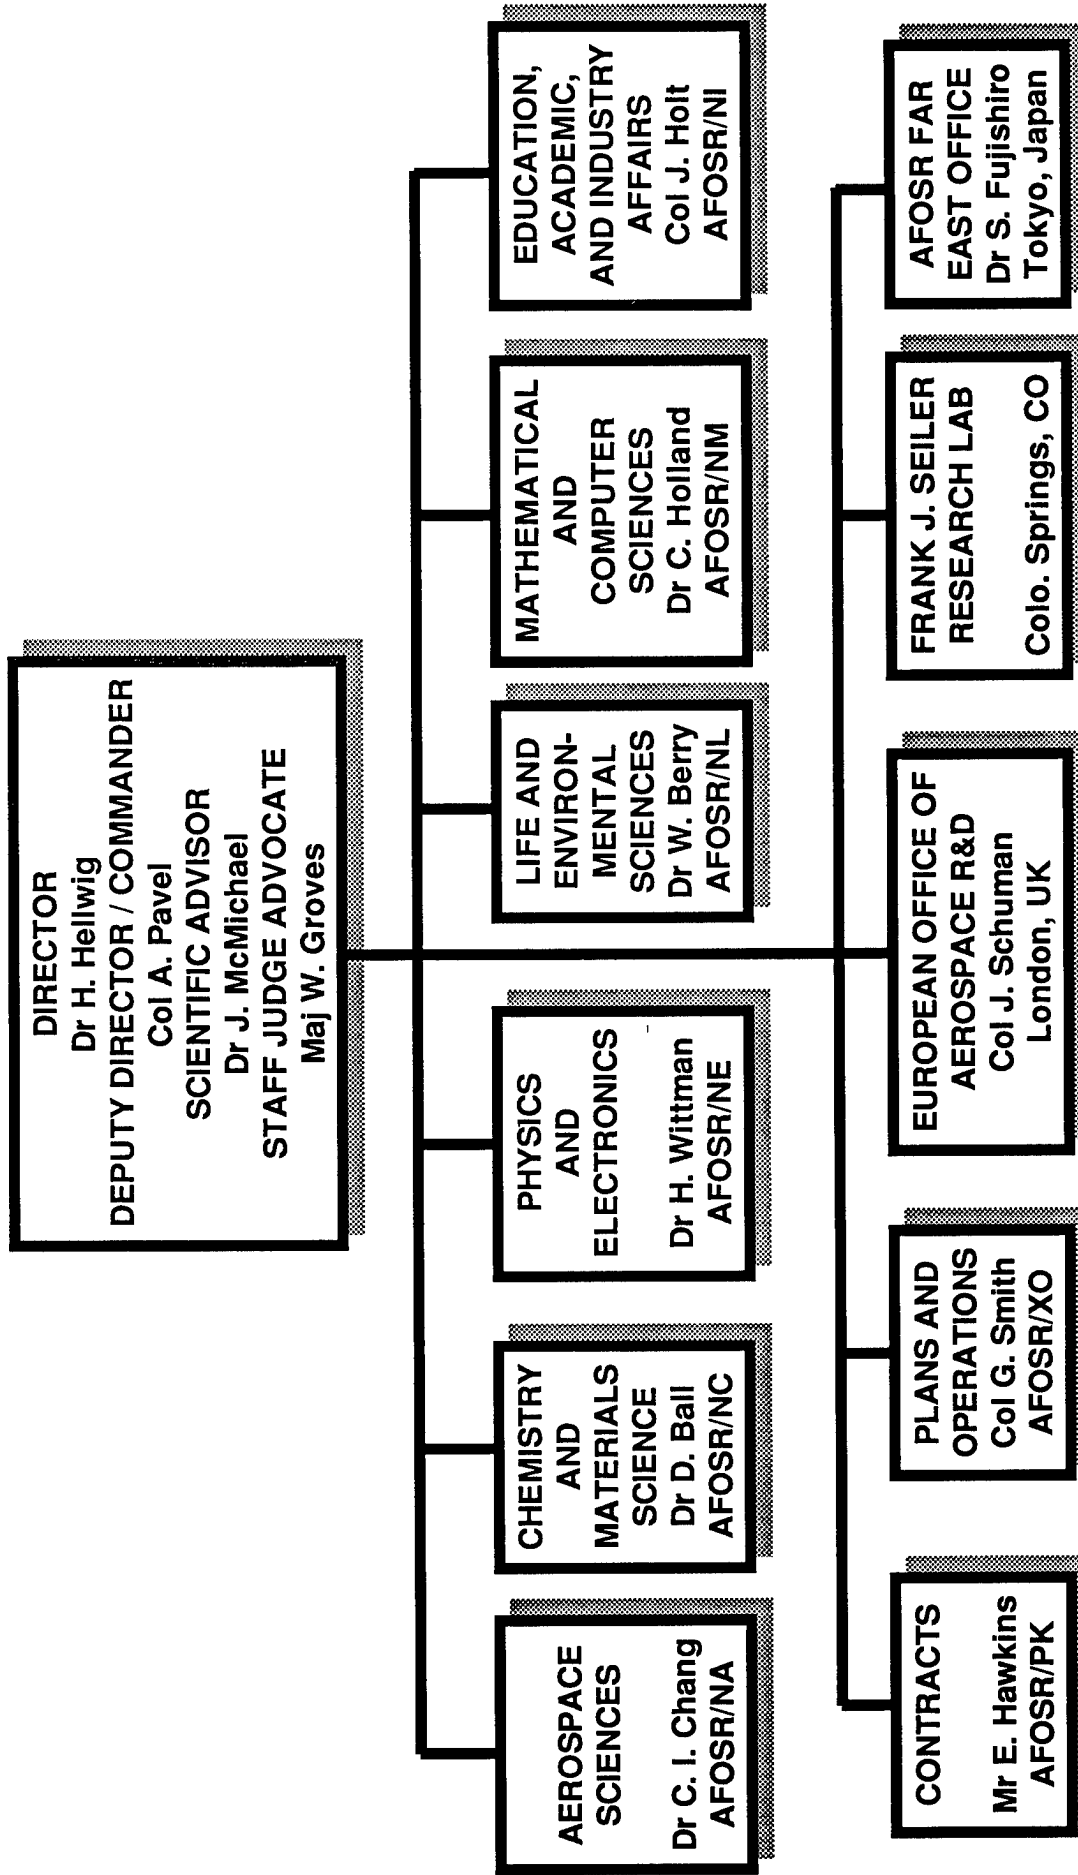 DIRECTOR
Dr H. Hellwig
DEPUTY DIRECTOR / COMMANDER
Col A. Pavel
SCIENTIFIC ADVISOR
Dr J. McMichael
STAFF JUDGE ADVOCATE
Maj W. Groves
AEROSPACE
SCIENCES
Dr C. I. Chang
AFOSR/NA
CHEMISTRY
AND
MATERIALS
SCIENCE
Dr D. Ball
AFOSR/NC
PHYSICS
AND
ELECTRONICS
Dr H. Wittman
AFOSR/NE
LIFE AND
ENVIRON-
MENTAL
SCIENCES
Dr W. Berry
AFOSR/NL
MATHEMATICAL
AND
COMPUTER
SCIENCES
Dr C. Holland
AFOSR/NM
EDUCATION,
ACADEMIC,
AND INDUSTRY
AFFAIRS
Col J. Holt
AFOSR/NI
CONTRACTS
Mr E. Hawkins
AFOSR/PK
PLANS AND
OPERATIONS
Col G. Smith
AFOSR/XO
EUROPEAN OFFICE OF
AEROSPACE R&D
Col J. Schuman
London, UK
FRANK J. SEILER
RESEARCH LAB
Colo. Springs, CO
AFOSR FAR
EAST OFFICE
Dr S. Fujishiro
Tokyo, Japan